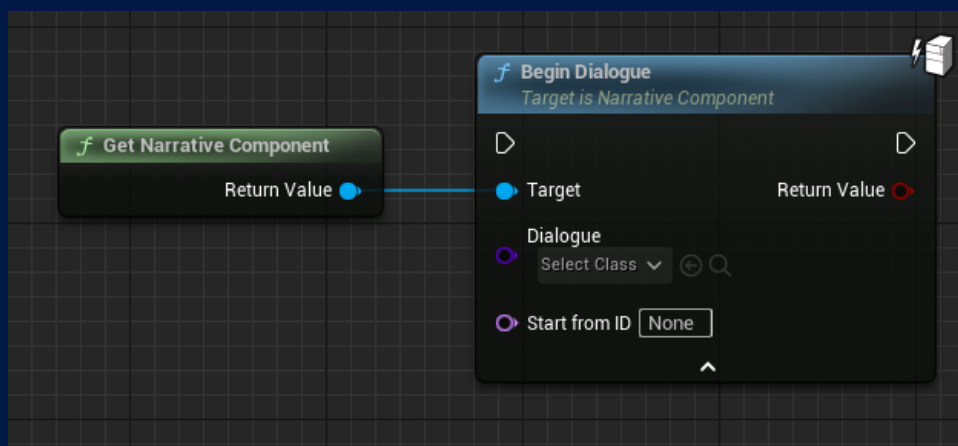 Get Narrative Component
Return Value
Begin Dialogue
Target is Narrative Component
Target
Return Value
Dialogue
Select Class
Start from ID
None